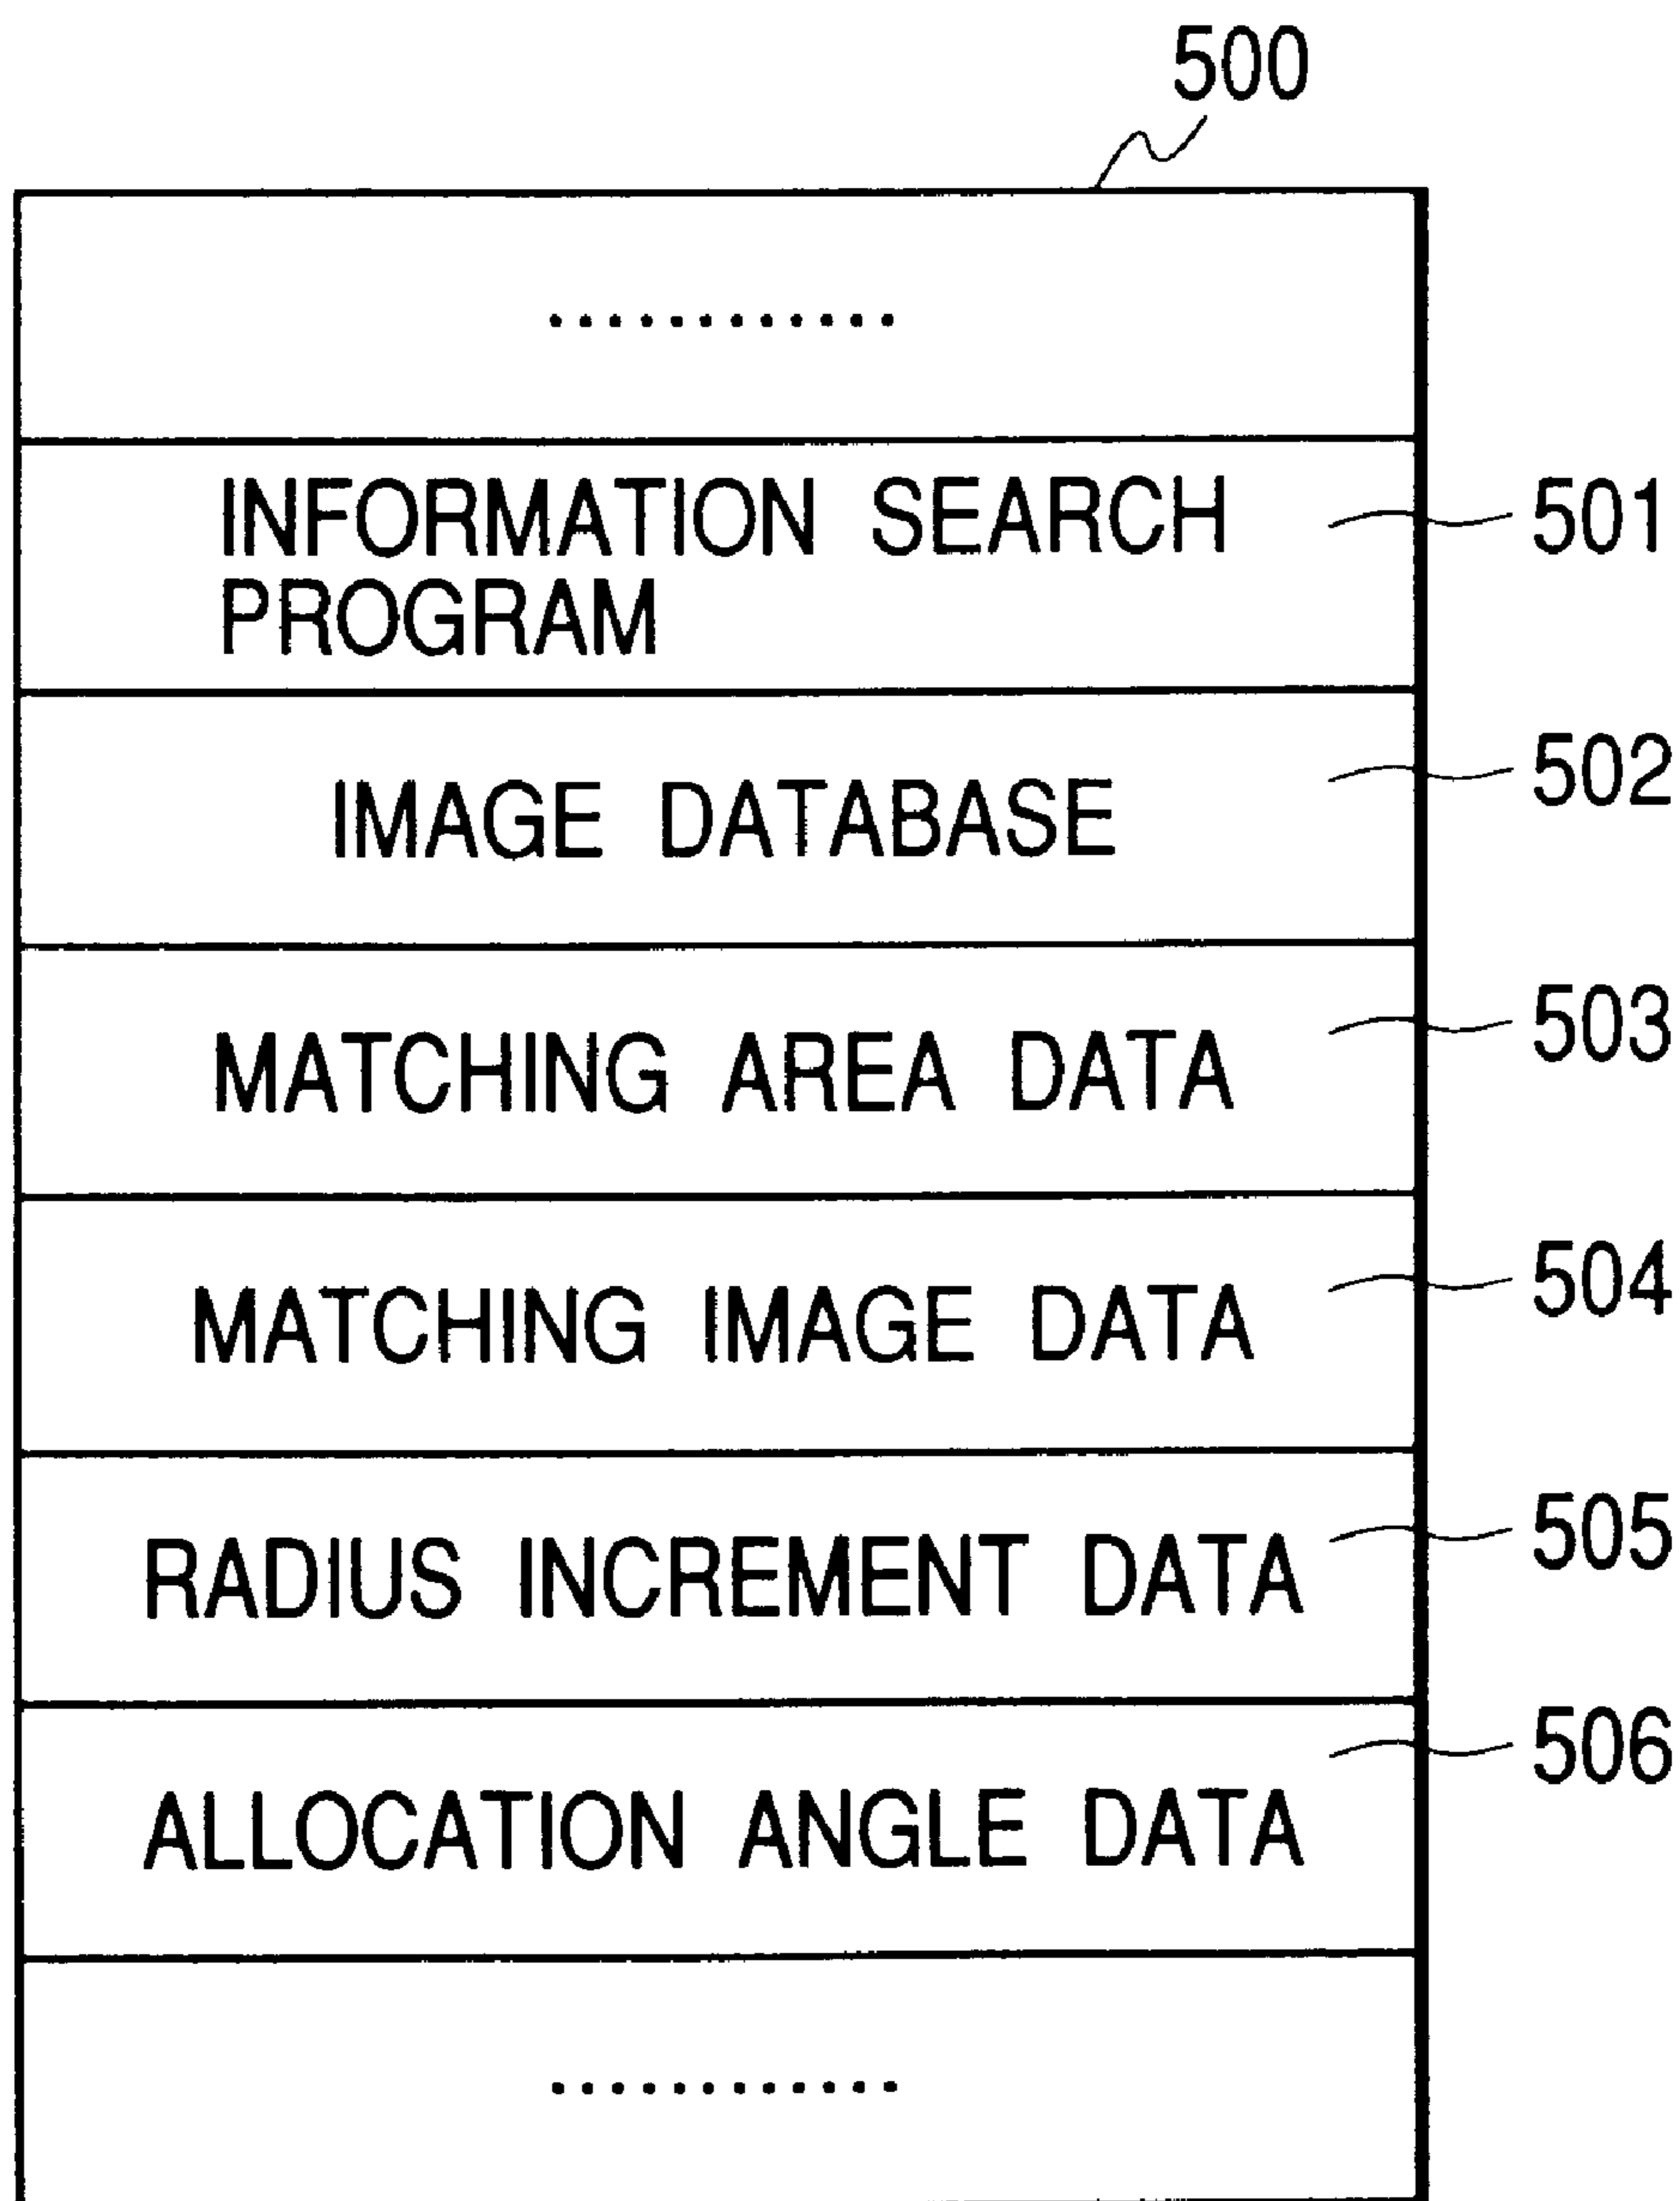 500
............
INFORMATION SEARCH
PROGRAM
501
IMAGE DATABASE
502
MATCHING AREA DATA
503
MATCHING IMAGE DATA
504
RADIUS INCREMENT DATA
505
ALLOCATION ANGLE DATA
506
............